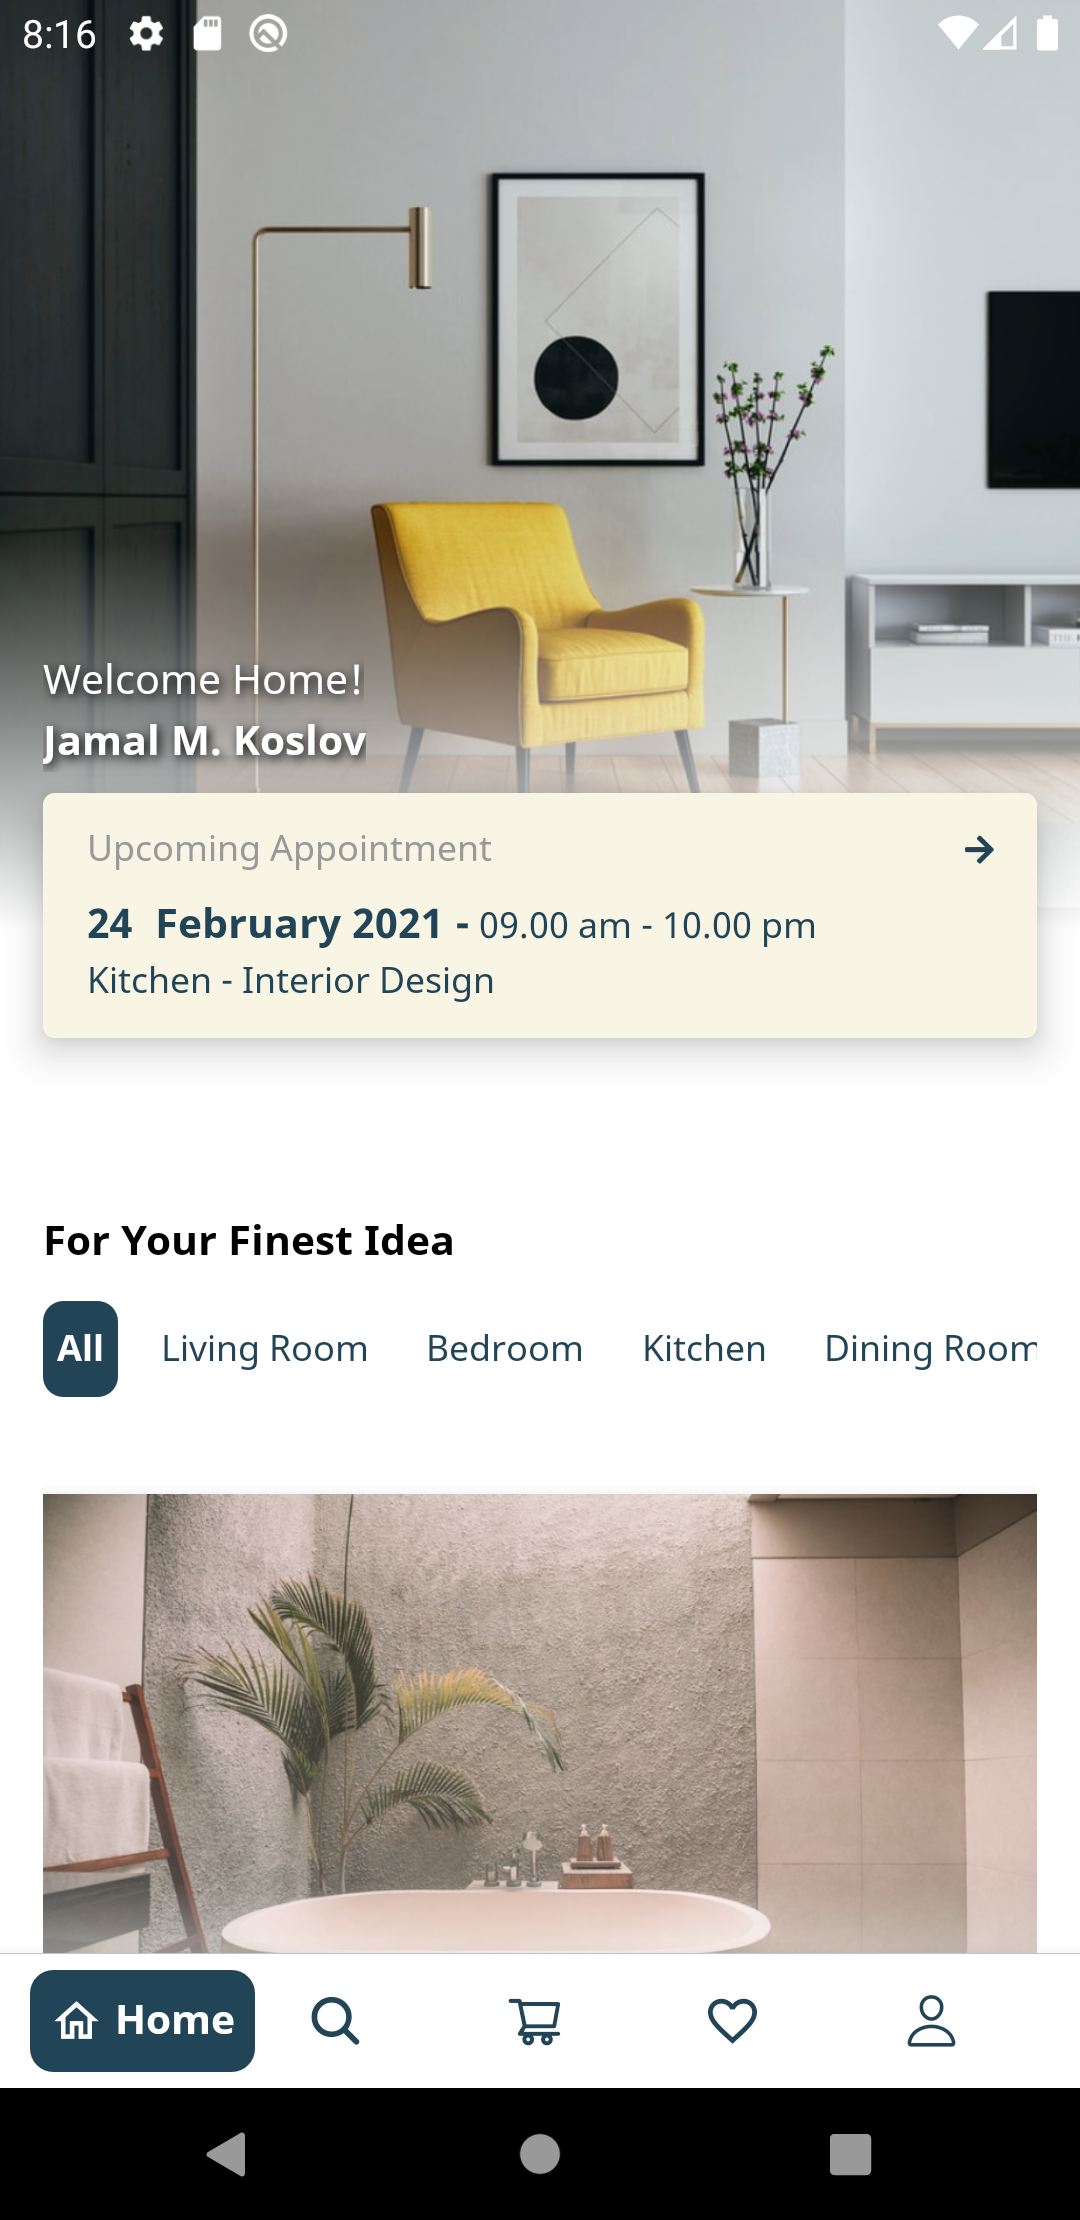 8:16
Welcome Home!
Jamal M. Koslov
Upcoming Appointment
24 February 2021 - 09.00 am - 10.00 pm
Kitchen - Interior Design
For Your Finest Idea
All Living Room Bedroom Kitchen Dining Room
Home